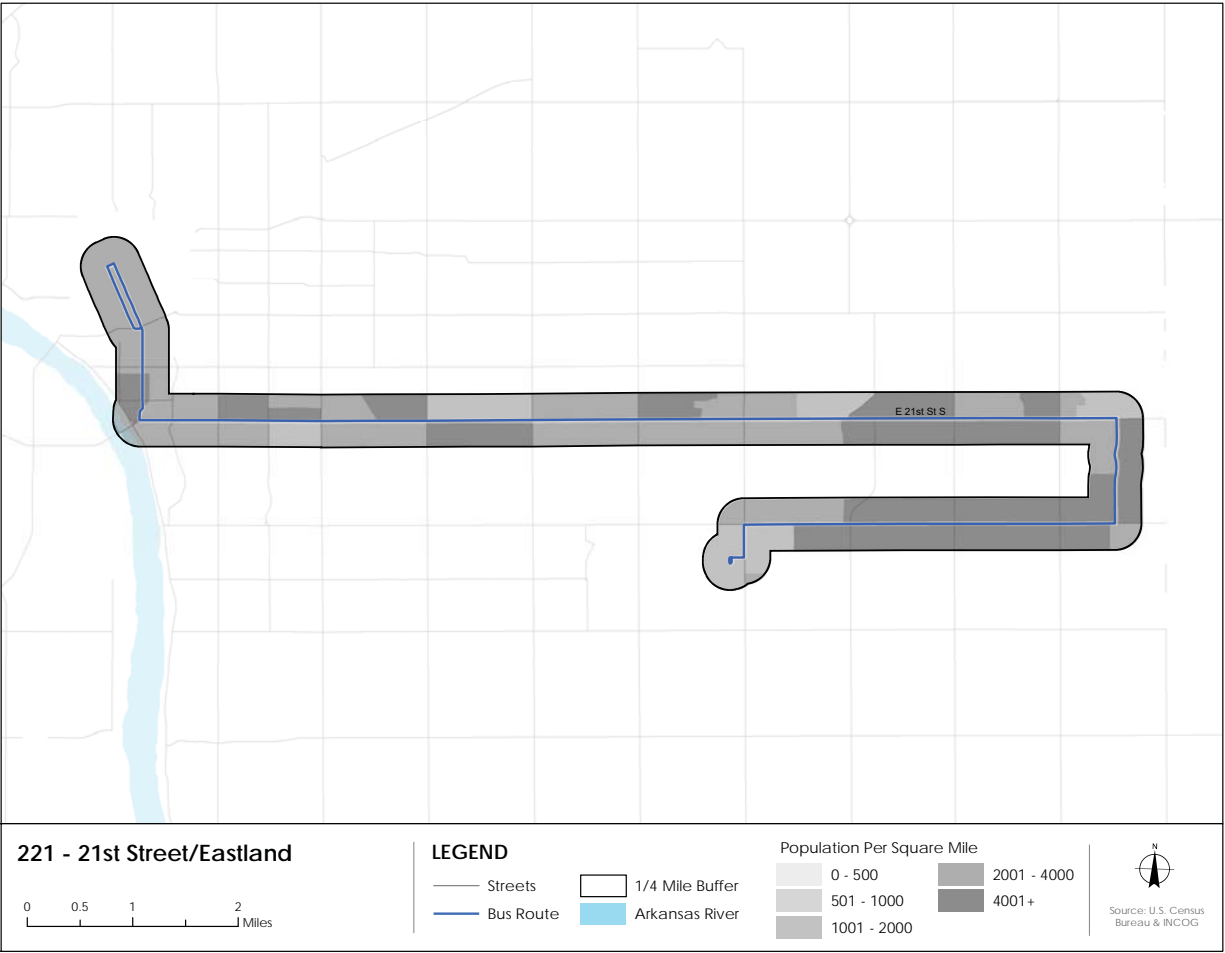 E 21st St S
221 - 21st Street/Eastland
0 0.5 1 2
Miles
LEGEND
Streets
Bus Route
1/4 Mile Buffer
Arkansas River
Population Per Square Mile
0 - 500
501 - 1000
1001 - 2000
2001 - 4000
4001+
N
Source: U.S. Census
Bureau & INCOG